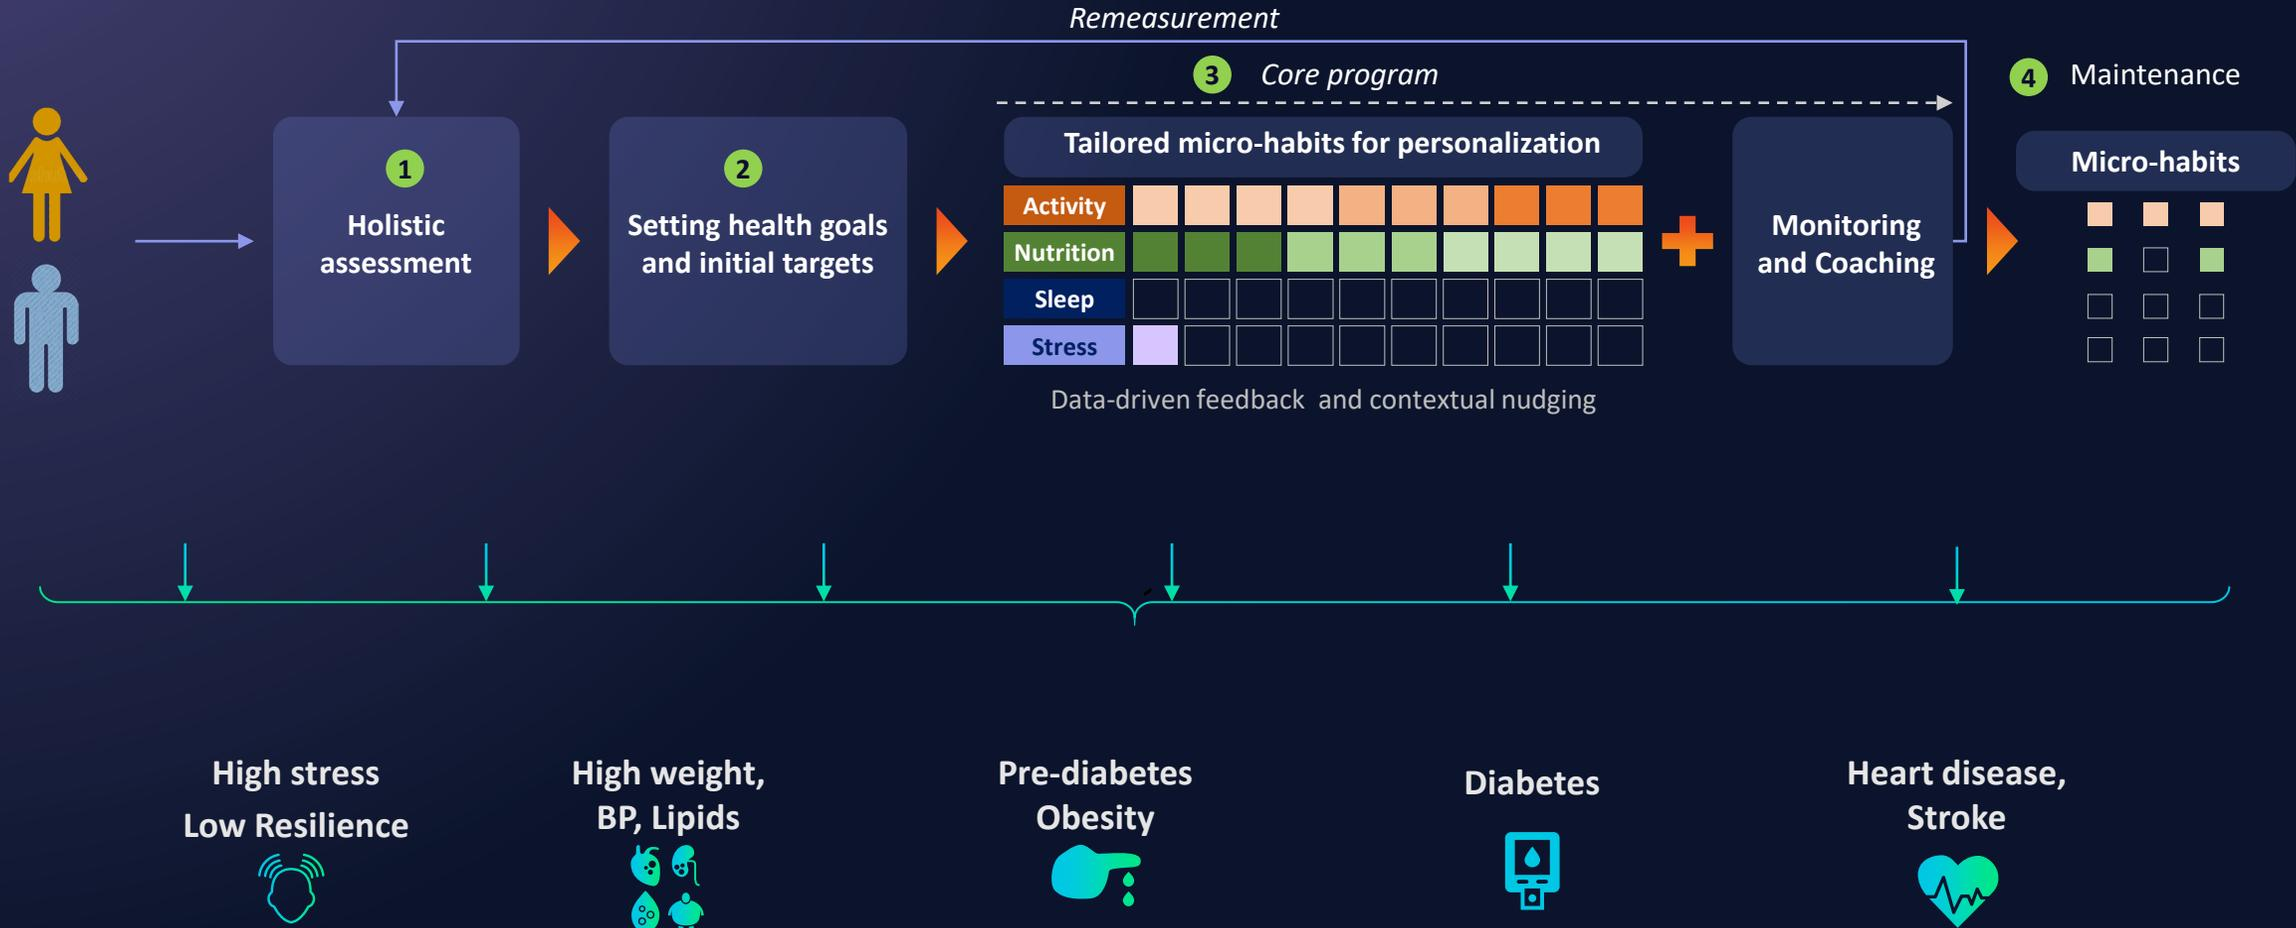 Remeasurement
3 Core program
4 Maintenance
1
Holistic
assessment
2
Setting health goals
and initial targets
Tailored micro-habits for personalization
Activity
Nutrition
Sleep
Stress
Data-driven feedback and contextual nudging
Monitoring
and Coaching
Micro-habits
High stress
Low Resilience
High weight,
BP, Lipids
Pre-diabetes
Obesity
Diabetes
Heart disease,
Stroke